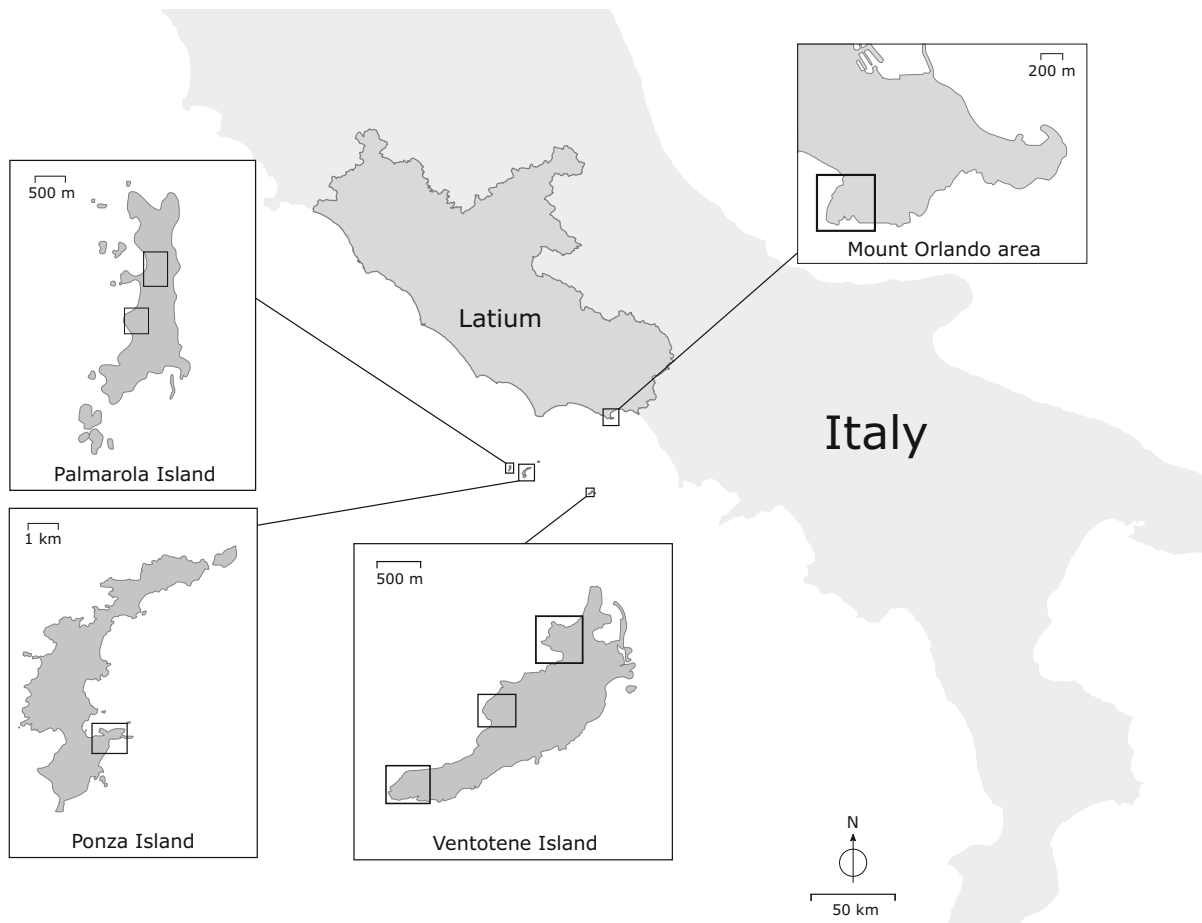 200 m
Mount Orlando area
500 m
Palmarola Island
Latium
Italy
1 km
Ponza Island
500 m
Ventotene Island
N
50 km